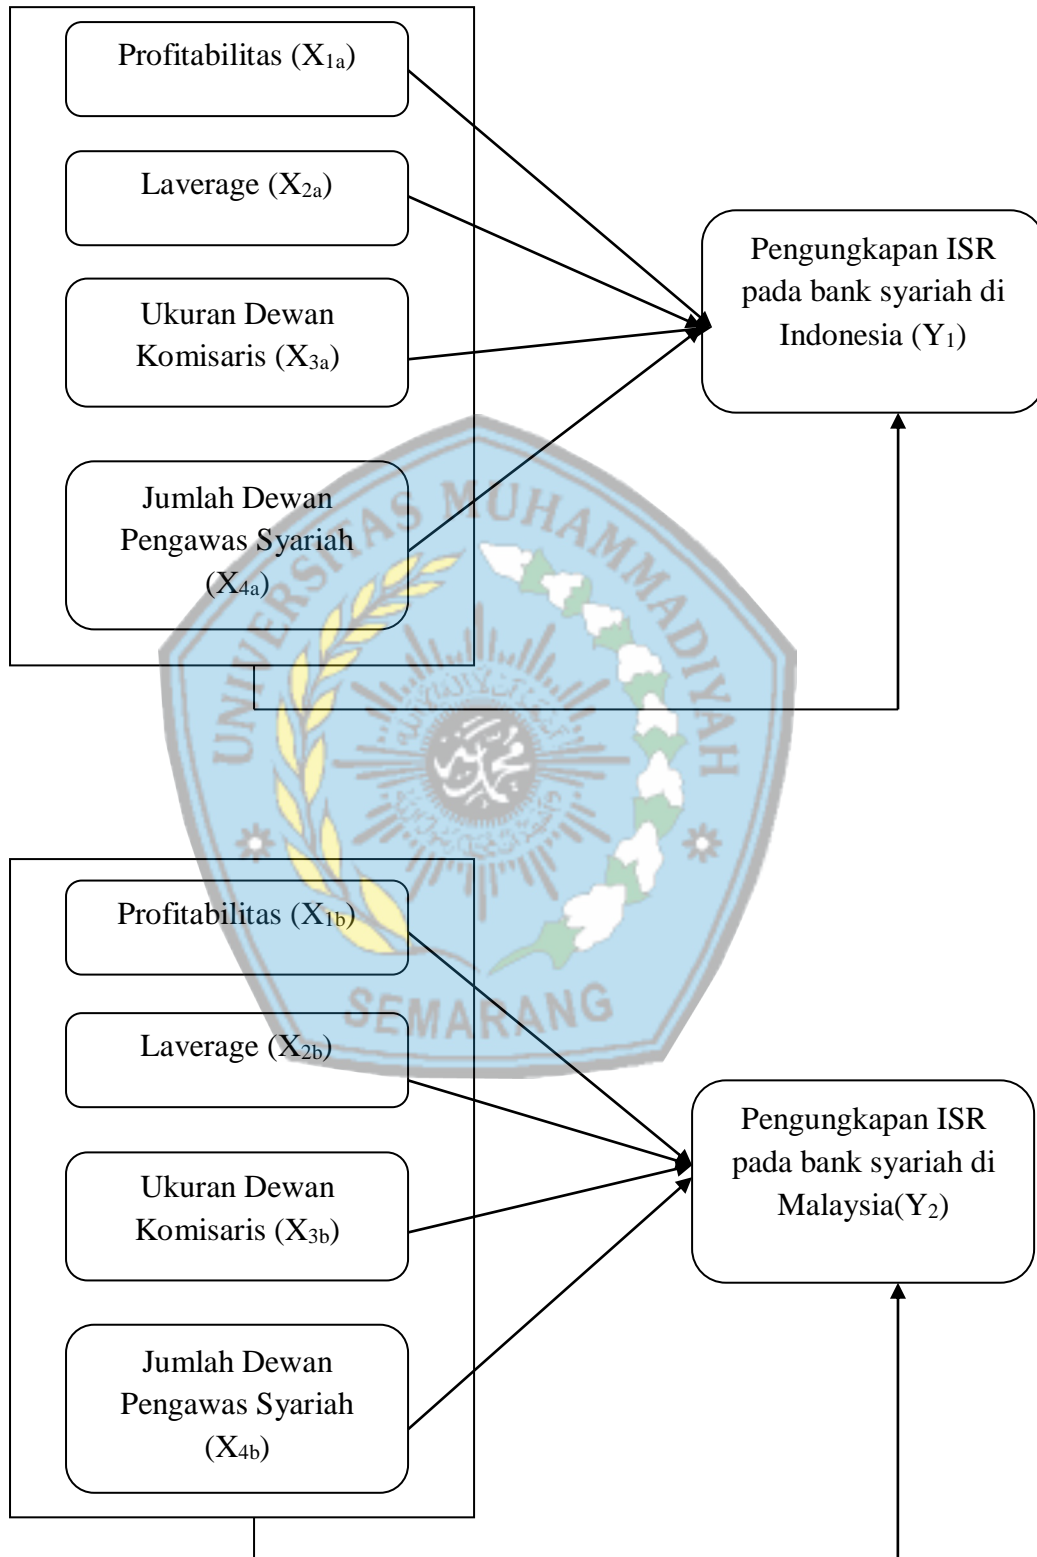 Profitabilitas (X1a)
Laverage (X2a)
Ukuran Dewan
Komisaris (X3a)
Jumlah Dewan
Pengawas Syariah
(X4a)
Pengungkapan ISR
pada bank syariah di
Indonesia (Y1)
UNIVERSITAS MUHAMMADIYAH
SEMARANG
Profitabilitas (X1b)
Laverage (X2b)
Ukuran Dewan
Komisaris (X3b)
Jumlah Dewan
Pengawas Syariah
(X4b)
Pengungkapan ISR
pada bank syariah di
Malaysia(Y2)